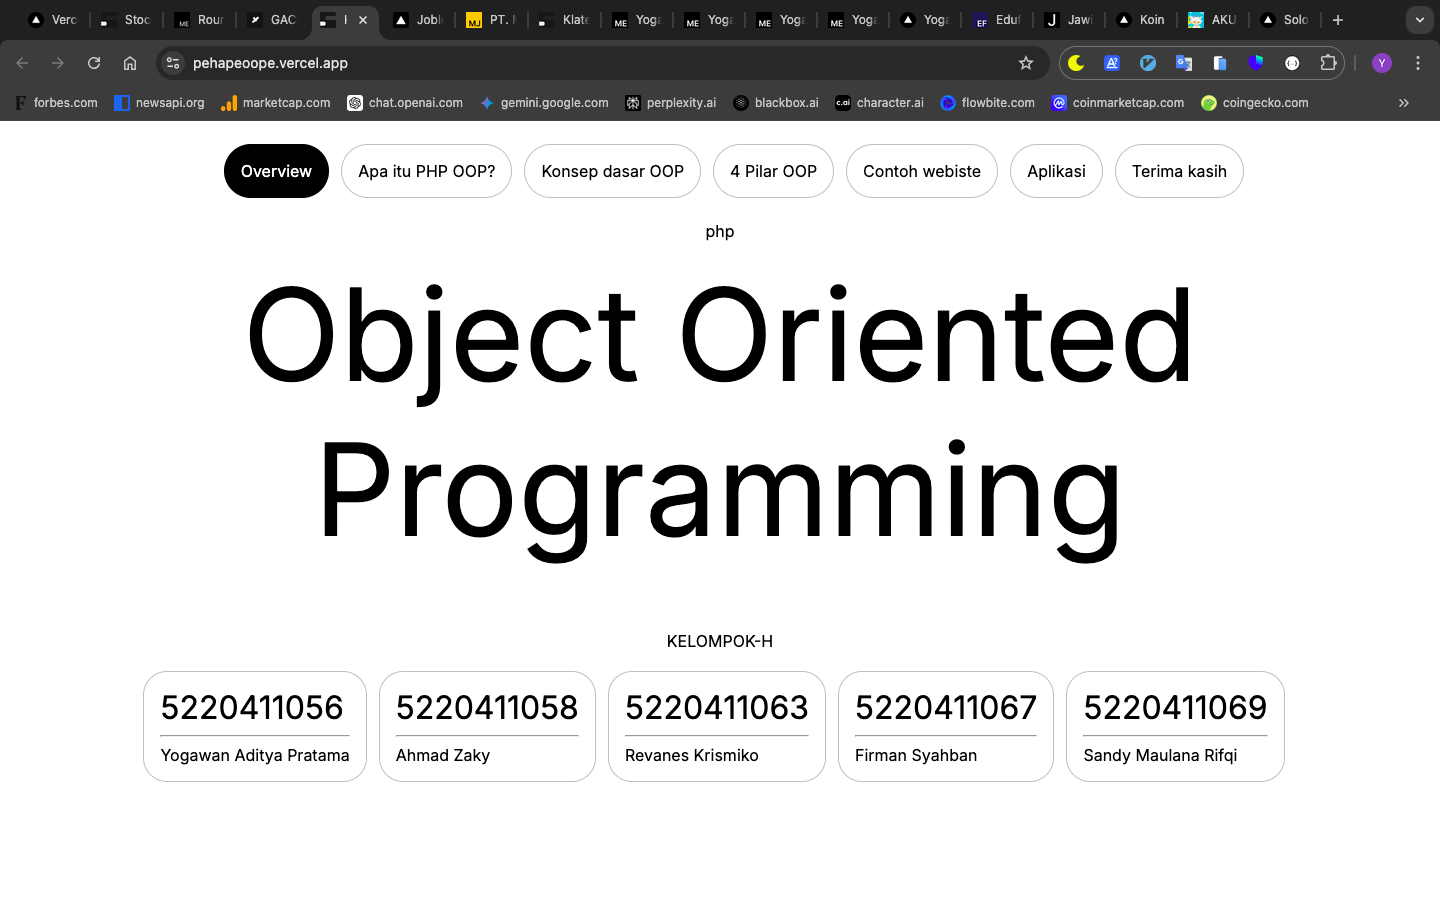 Verc Stoc Rour GAC Jobl PT. Klate Yoga Yoga Yoga Yoga Yoga Eduf Jawi Koin AKU Solo
pehapeoope.vercel.app
forbes.com newsapi.org marketcap.com chat.openai.com gemini.google.com perplexity.ai blackbox.ai character.ai flowbite.com coinmarketcap.com coingecko.com
Overview Apa itu PHP OOP? Konsep dasar OOP 4 Pilar OOP Contoh webiste Aplikasi Terima kasih
php
Object Oriented
Programming
KELOMPOK-H
5220411056 5220411058 5220411063 5220411067 5220411069
Yogawan Aditya Pratama Ahmad Zaky Revanes Krismiko Firman Syahban Sandy Maulana Rifqi